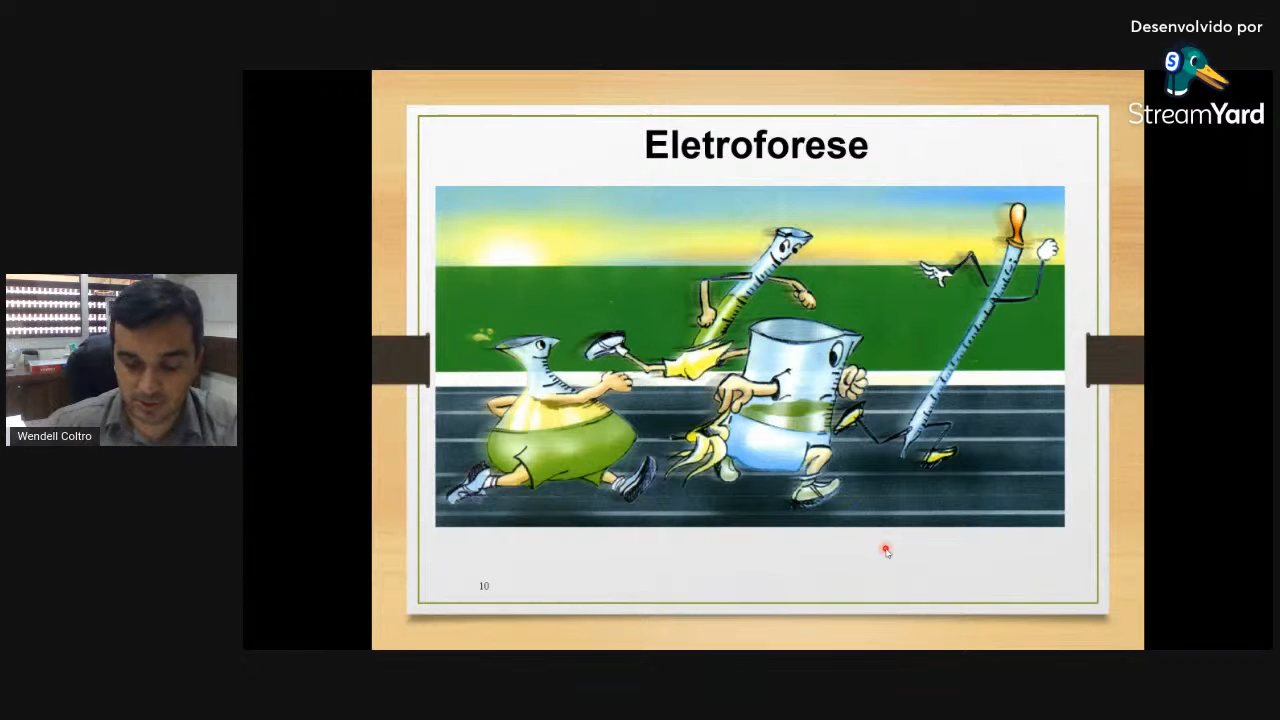 Desenvolvido por
S
StreamYard
Eletroforese
Wendell Coltro
10